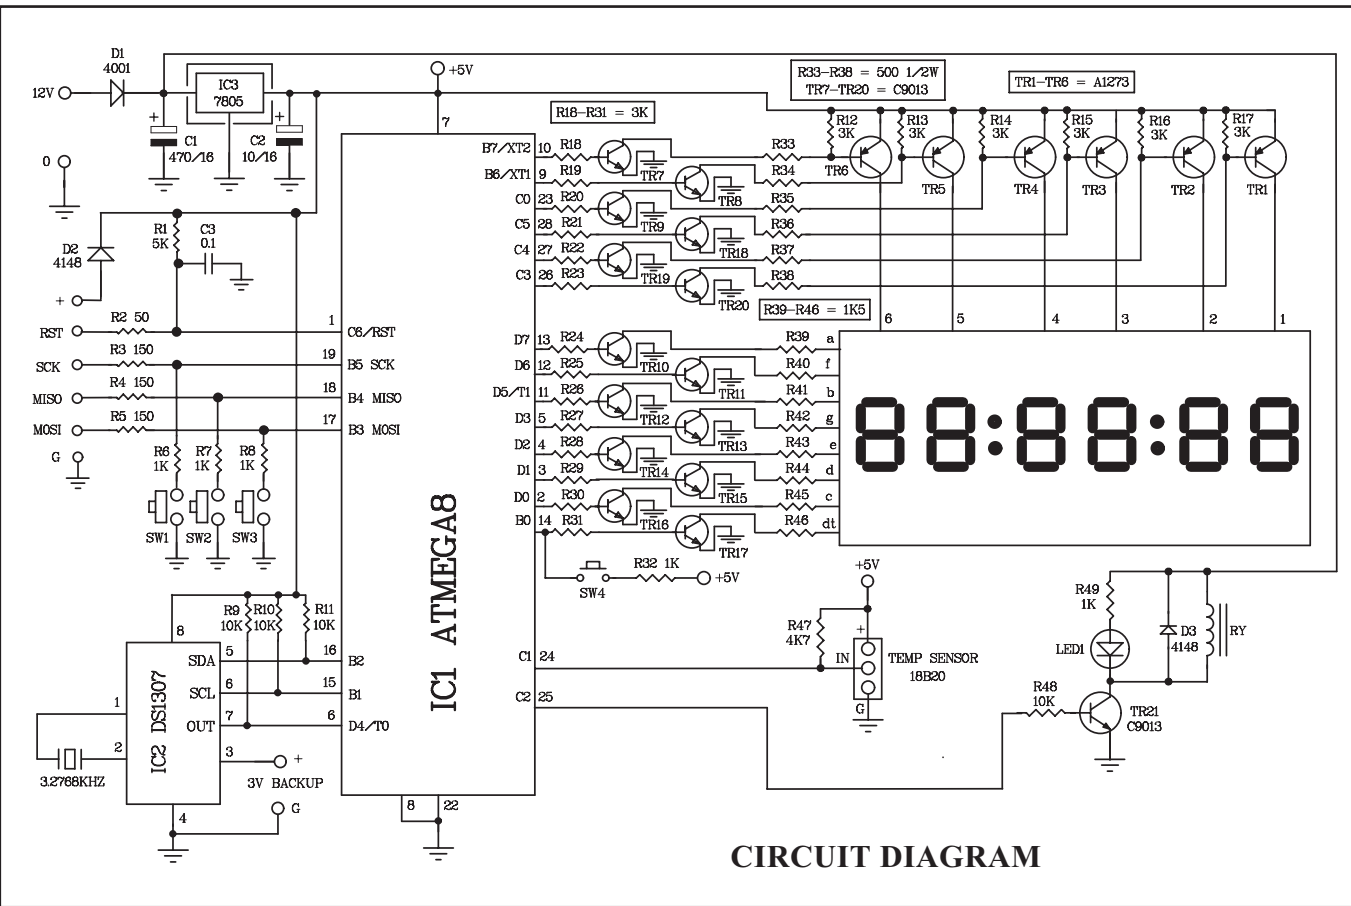 D1
4001
12V
IC3
7805
+
C1
470/16
+
C2
10/16
0
+5V
7
R18-R31 = 3K
R33-R38 = 500 1/2W
TR7-TR20 = C9013
TR1-TR6 = A1273
R12
3K
R13
3K
R14
3K
R15
3K
R16
3K
R17
3K
TR6
TR5
TR4
TR3
TR2
TR1
B7/XT2
10
R18
TR7
R33
B6/XT1
9
R19
TR8
R34
C0
23
R20
TR9
R35
C5
28
R21
TR18
R36
C4
27
R22
TR19
R37
C3
26
R23
TR20
R38
R39-R46 = 1K5
6
5
4
3
2
1
D2
4148
R1
5K
C3
0.1
+
RST
R2 50
1
C6/RST
SCK
R3 150
19
B5 SCK
MISO
R4 150
18
B4 MISO
MOSI
R5 150
17
B3 MOSI
G
R6
1K
R7
1K
R8
1K
SW1
SW2
SW3
D7
13
R24
TR10
R39
a
D6
12
R25
TR11
R40
f
D5/T1
11
R26
TR12
R41
b
D3
5
R27
TR13
R42
g
D2
4
R28
TR14
R43
e
D1
3
R29
TR15
R44
d
D0
2
R30
TR16
R45
c
B0
14
R31
TR17
R46
dt
88:88:88
IC1 ATMEGA8
SW4
R32 1K
+5V
+5V
R47
4K7
+
IN
G
TEMP SENSOR
18B20
C1
24
C2
25
R49
1K
LED1
D3
4148
RY
R48
10K
TR21
C9013
R9
10K
R10
10K
R11
10K
8
SDA
5
16
B2
SCL
6
15
B1
OUT
7
6
D4/T0
IC2 DS1307
1
2
3.2768KHZ
3
+
3V BACKUP
G
4
8
22
CIRCUIT DIAGRAM